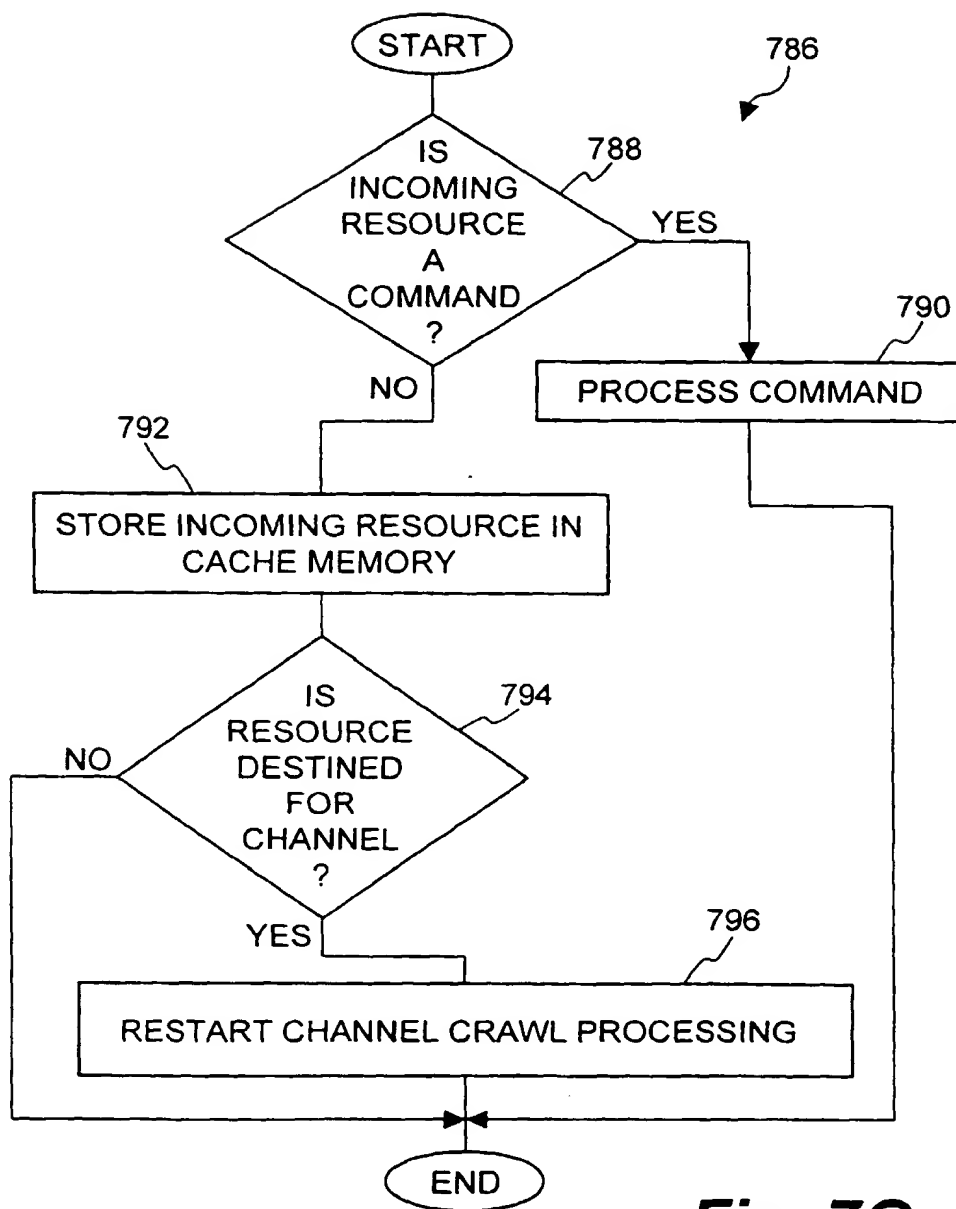 START
786
IS
INCOMING
RESOURCE
A
COMMAND
?
788
YES
NO
790
PROCESS COMMAND
792
STORE INCOMING RESOURCE IN
CACHE MEMORY
IS
RESOURCE
DESTINED
FOR
CHANNEL
?
794
NO
YES
796
RESTART CHANNEL CRAWL PROCESSING
END